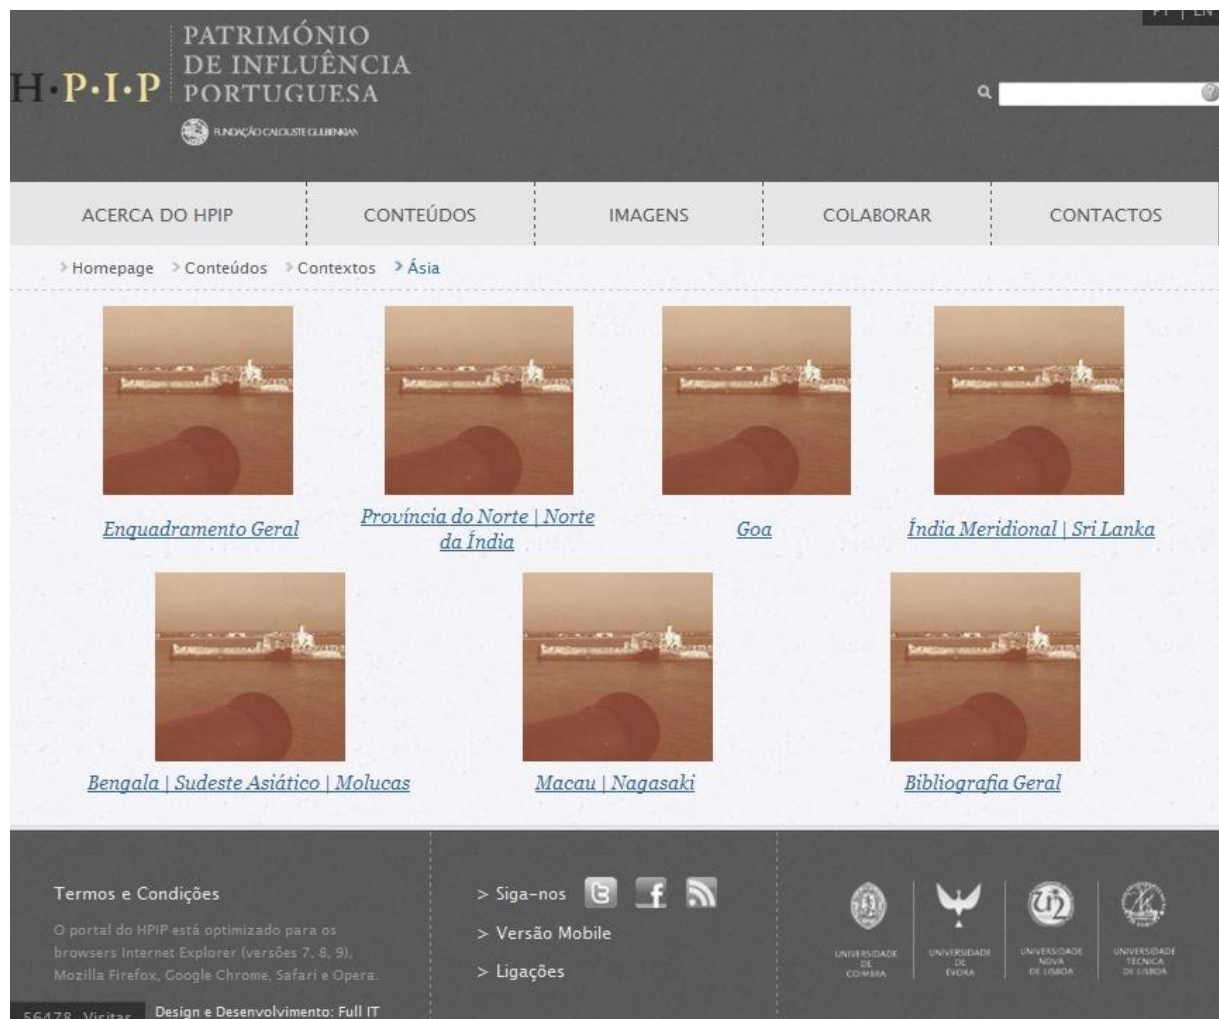 PT | EN
PATRIMÓNIO
DE INFLUÊNCIA
H·P·I·P PORTUGUESA
FUNDAÇÃO CALOUSTE GULBENKIAN
ACERCA DO HPIP CONTEÚDOS IMAGENS COLABORAR CONTACTOS
> Homepage > Conteúdos > Contextos > Ásia
Enquadramento Geral
Província do Norte | Norte
da Índia
Goa
Índia Meridional | Sri Lanka
Bengala | Sudeste Asiático | Molucas
Macau | Nagasaki
Bibliografia Geral
Termos e Condições
O portal do HPIP está optimizado para os
browsers Internet Explorer (versões 7, 8, 9),
Mozilla Firefox, Google Chrome, Safari e Opera.
56478 Visitas
Design e Desenvolvimento: Full IT
> Siga-nos
> Versão Mobile
> Ligações
UNIVERSIDADE
DE
COIMBRA
UNIVERSIDADE
DE
ÉVORA
UNIVERSIDADE
NOVA
DE LISBOA
UNIVERSIDADE
TÉCNICA
DE LISBOA